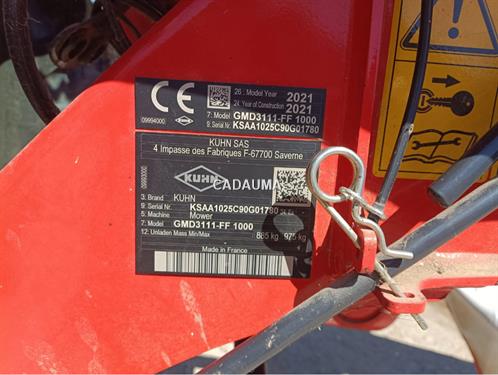 CE
26: Model Year 2021
24: Year of Construction 2021
7: Model: GMD3111-FF 1000
9: Serial Nr: KSAA1025C90G01780
09994000
KUHN SAS
4 Impasse des Fabriques F-67700 Saverne
KUHN
CADAUMA
09993000
3. Brand KUHN
9: Serial Nr. KSAA1025C90G01780
5: Machine Mower
7: Model: GMD3111-FF 1000
12: Unladen Mass Min/Max 885 kg 975 kg
Made in France